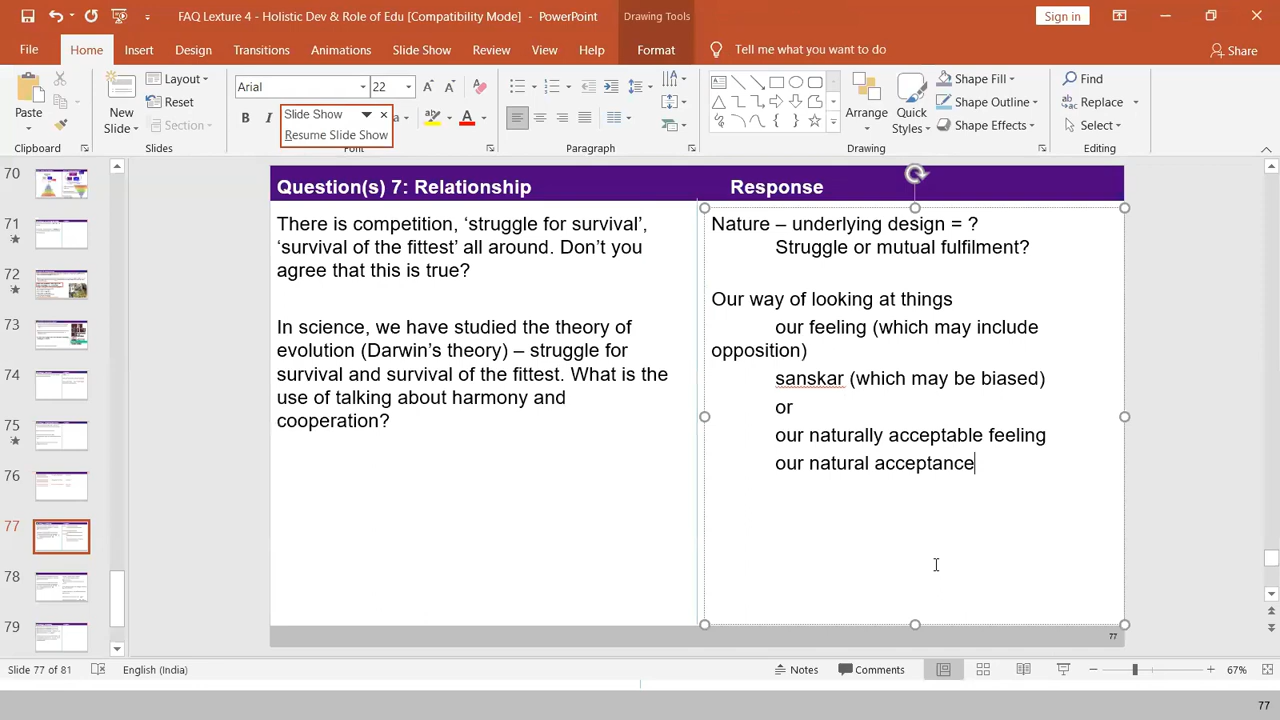 FAQ Lexture 4 - Holistic Dev & Role of Edu [Compatibility Mode] - PowerPoint
Drawing Tools
Sign in
File
Home
Insert
Design
Transitions
Animations
Slide Show
Review
View
Help
Format
Tell me what you want to do
Share
Paste
New
Slide
Layout
Reset
Section
Arial
22
B
I
Slide Show
Resume Slide Show
Arrange
Quick
Styles
Shape Fill
Shape Outline
Shape Effects
Find
Replace
Select
Clipboard
Slides
Font
Paragraph
Drawing
Editing
70
71
72
73
74
75
76
77
78
79
Question(s) 7: Relationship
There is competition, ‘struggle for survival’,
‘survival of the fittest’ all around. Don’t you
agree that this is true?
In science, we have studied the theory of
evolution (Darwin’s theory) – struggle for
survival and survival of the fittest. What is the
use of talking about harmony and
cooperation?
Response
Nature – underlying design = ?
Struggle or mutual fulfilment?
Our way of looking at things
our feeling (which may include
opposition)
sanskar (which may be biased)
or
our naturally acceptable feeling
our natural acceptance
77
Slide 77 of 81
English (India)
Notes
Comments
67%
77